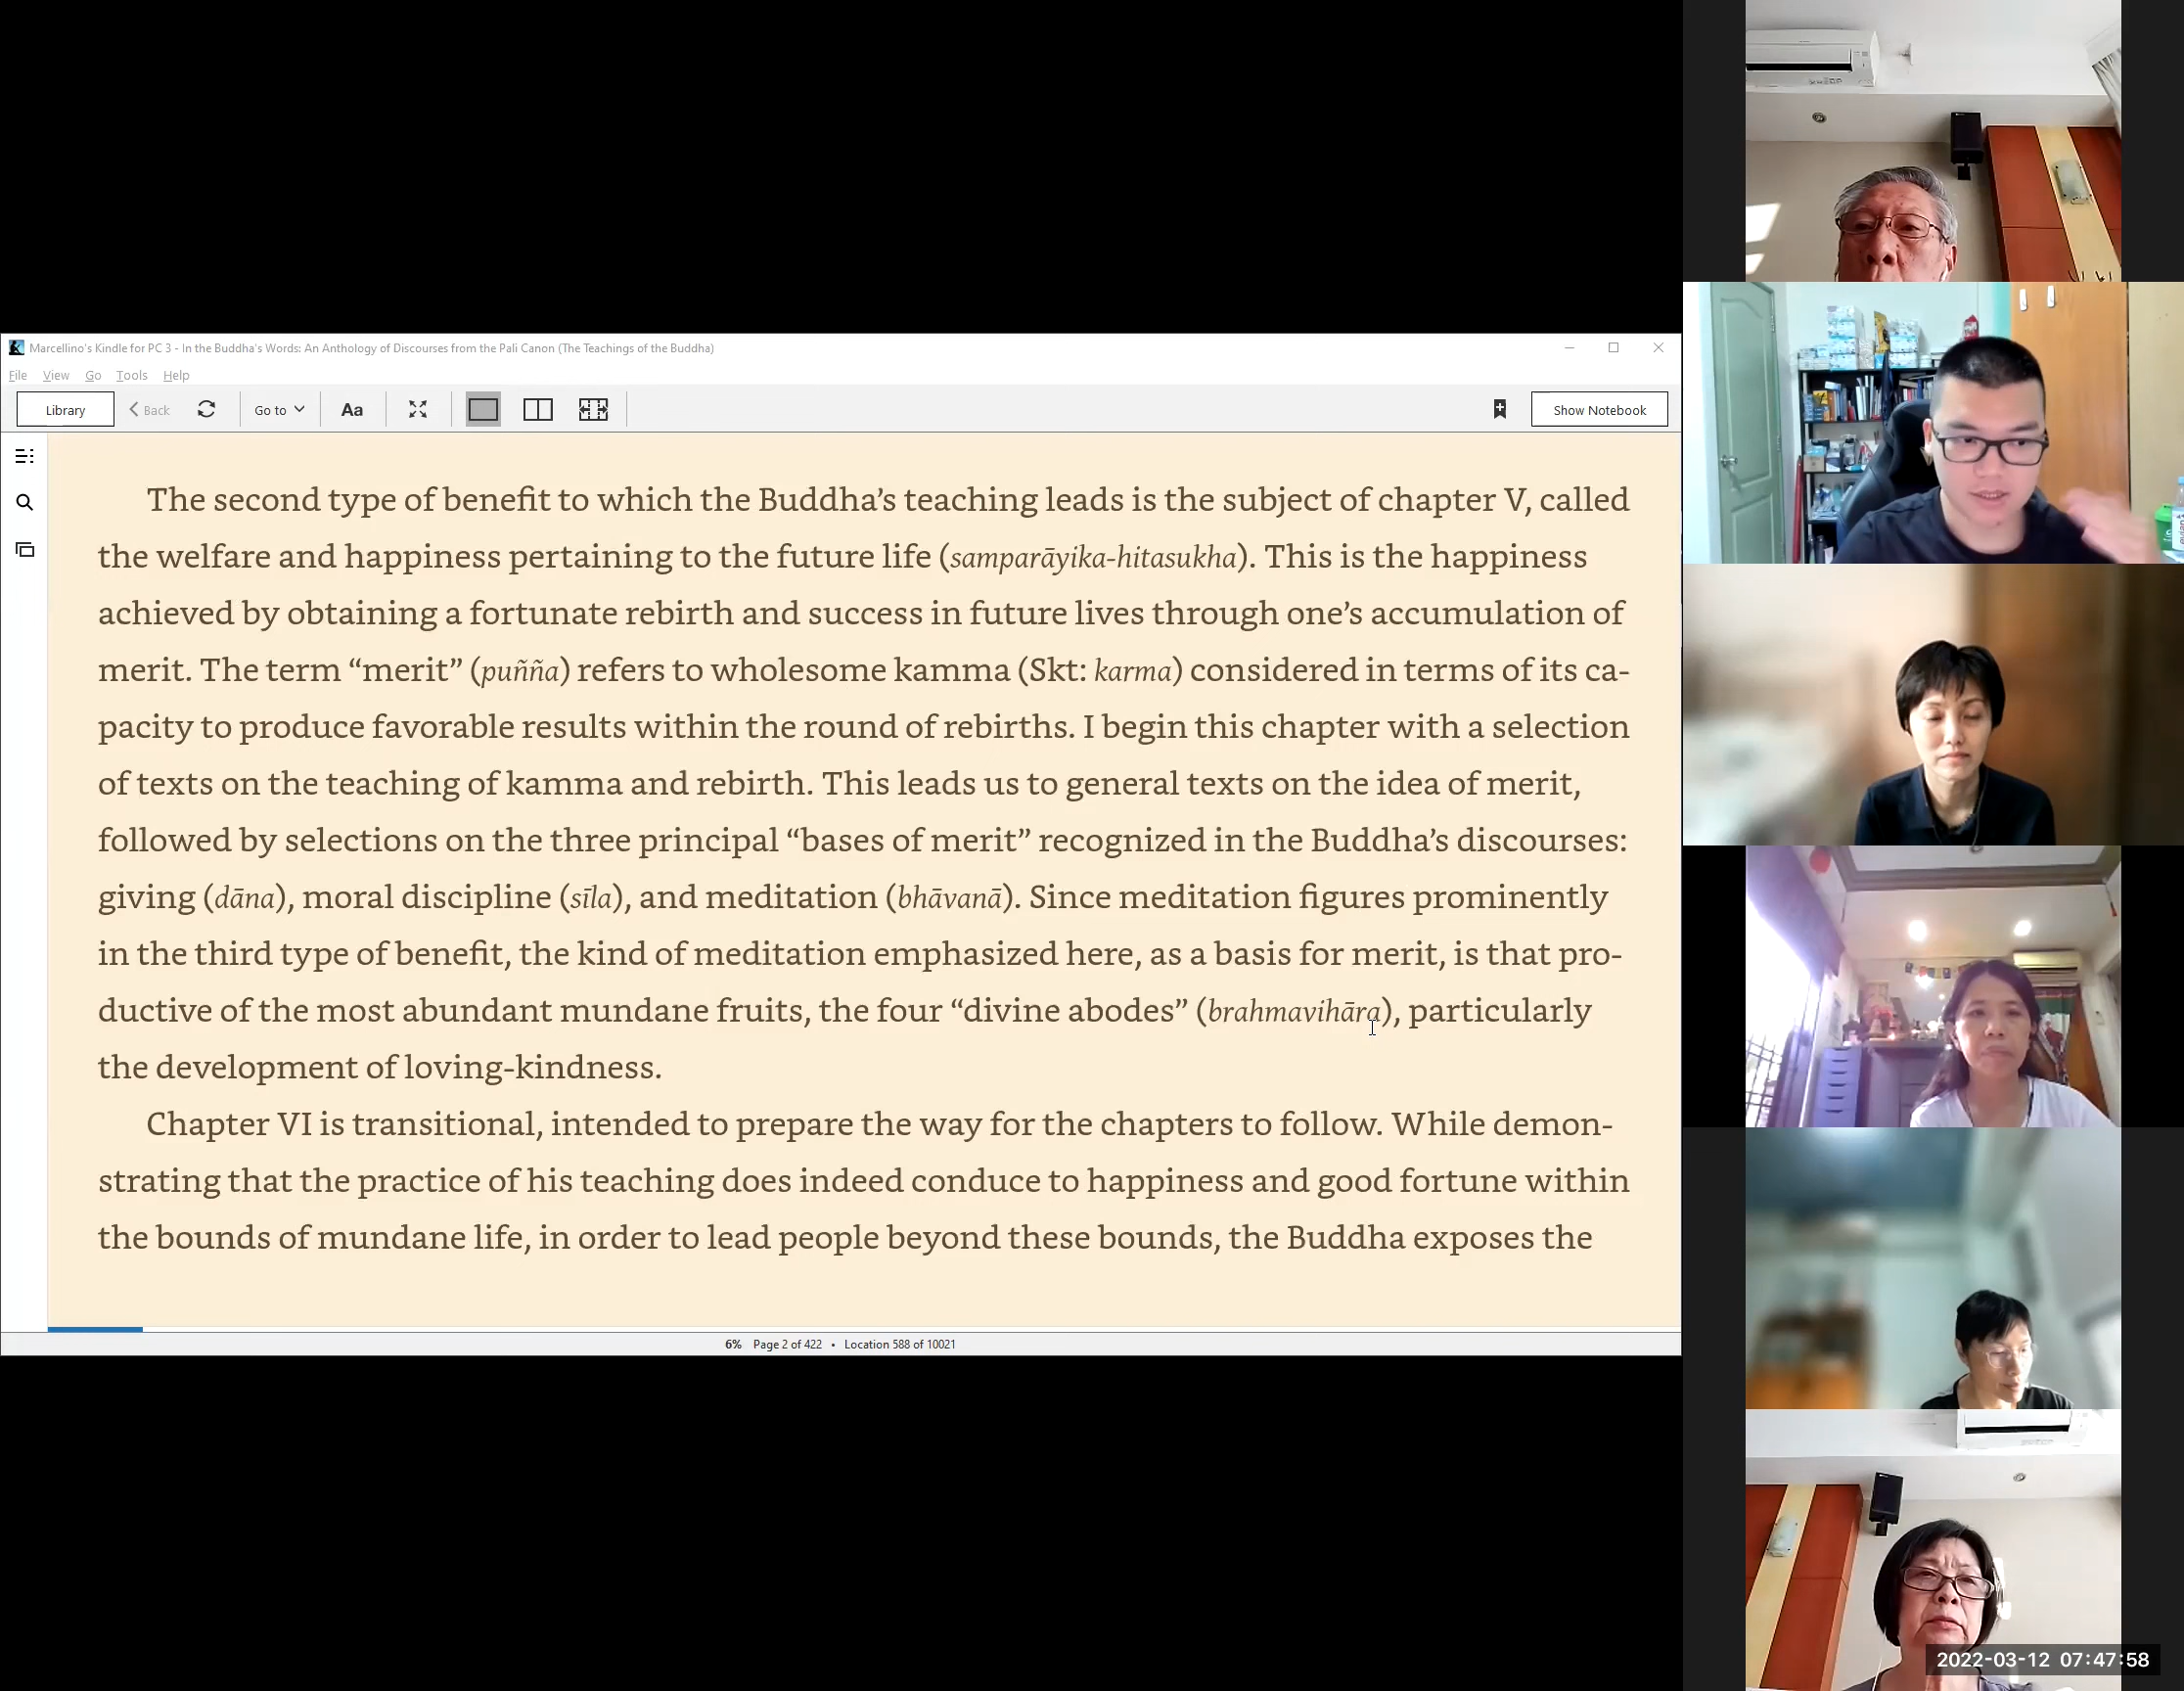 Marcellino's Kindle for PC 3 - In the Buddha's Words: An Anthology of Discourses from the Pali Canon (The Teachings of the Buddha)
File View Go Tools Help
Library Back Go to Aa Show Notebook
The second type of benefit to which the Buddha’s teaching leads is the subject of chapter V, called
the welfare and happiness pertaining to the future life (samparāyika-hitasukha). This is the happiness
achieved by obtaining a fortunate rebirth and success in future lives through one’s accumulation of
merit. The term “merit” (puñña) refers to wholesome kamma (Skt: karma) considered in terms of its ca-
pacity to produce favorable results within the round of rebirths. I begin this chapter with a selection
of texts on the teaching of kamma and rebirth. This leads us to general texts on the idea of merit,
followed by selections on the three principal “bases of merit” recognized in the Buddha’s discourses:
giving (dāna), moral discipline (sīla), and meditation (bhāvanā). Since meditation figures prominently
in the third type of benefit, the kind of meditation emphasized here, as a basis for merit, is that pro-
ductive of the most abundant mundane fruits, the four “divine abodes” (brahmavihāra), particularly
the development of loving-kindness.
Chapter VI is transitional, intended to prepare the way for the chapters to follow. While demon-
strating that the practice of his teaching does indeed conduce to happiness and good fortune within
the bounds of mundane life, in order to lead people beyond these bounds, the Buddha exposes the
6% Page 2 of 422 • Location 588 of 10021
2022-03-12 07:47:58